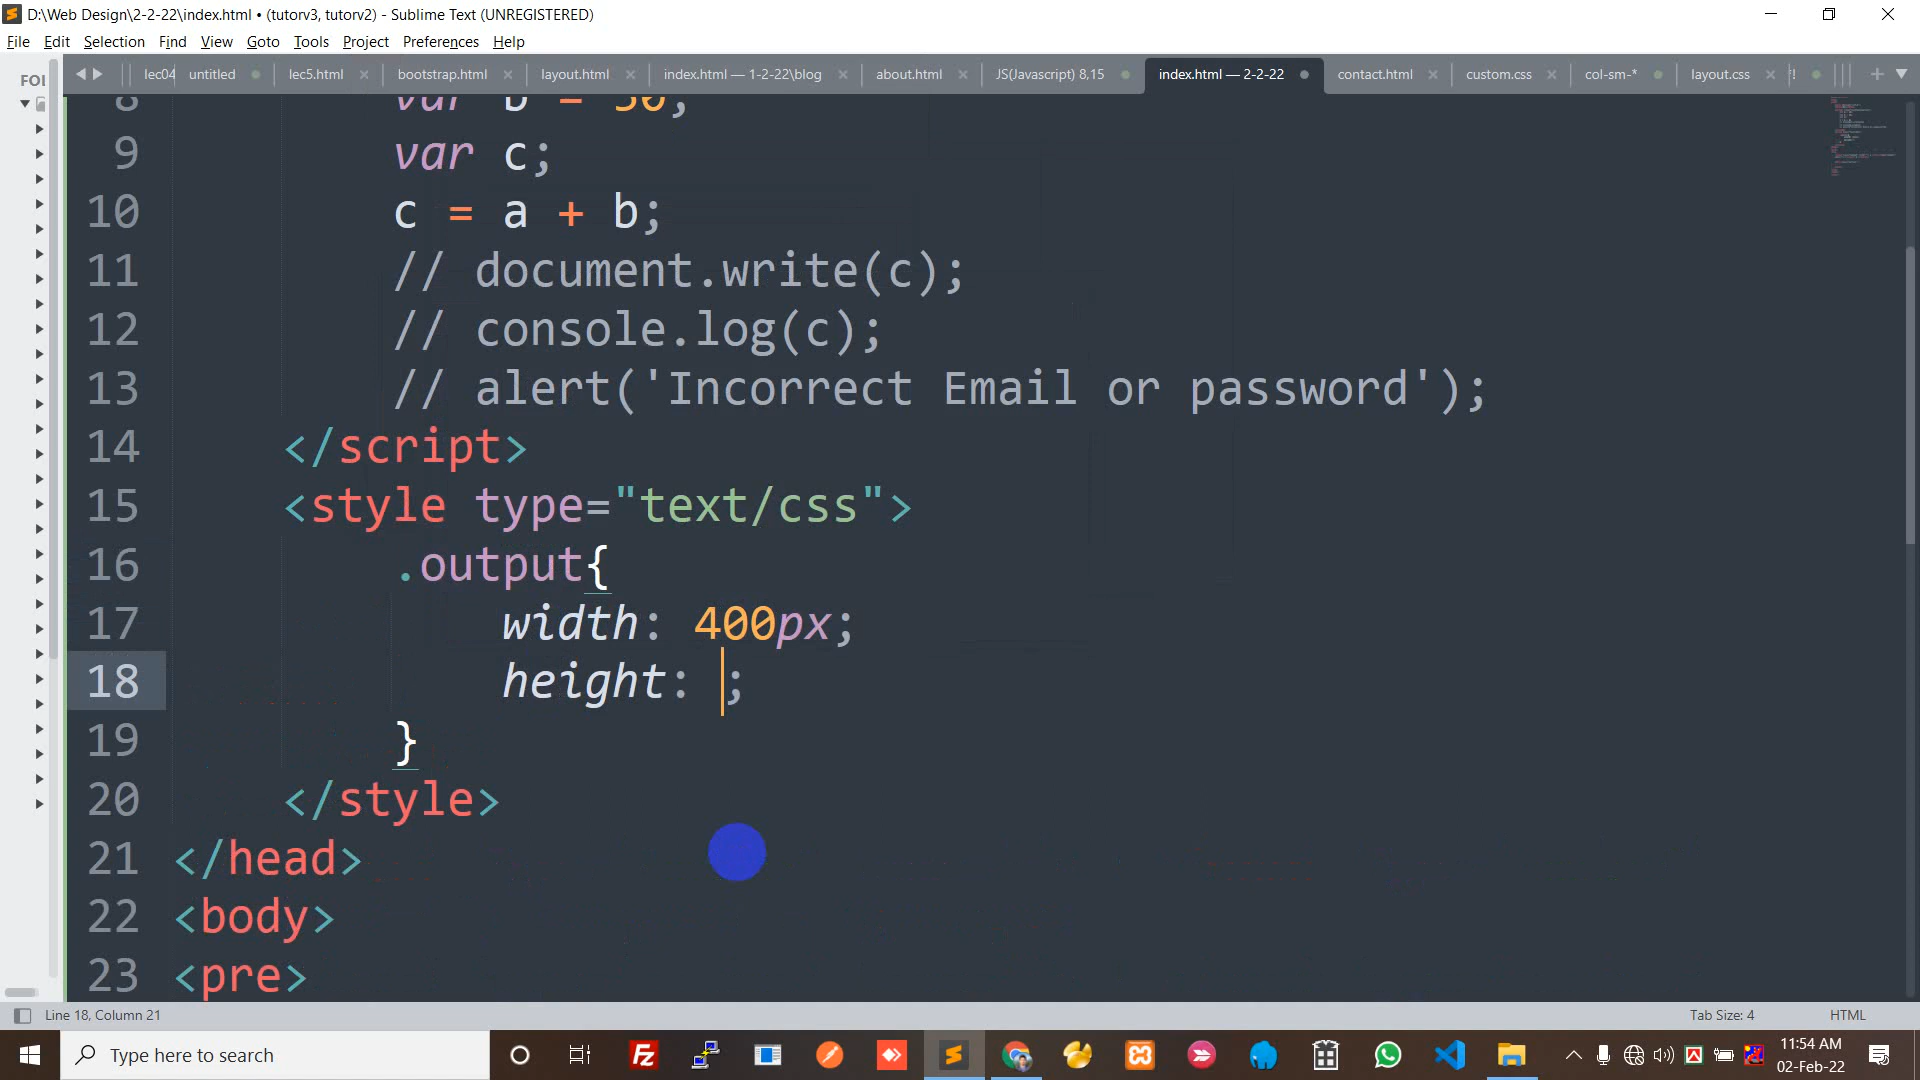 D:\Web Design\2-2-22\index.html • (tutorv3, tutorv2) - Sublime Text (UNREGISTERED)
File Edit Selection Find View Goto Tools Project Preferences Help
FOI
lec04 untitled lec5.html bootstrap.html layout.html index.html — 1-2-22\blog about.html JS(Javascript) 8,15 index.html — 2-2-22 contact.html custom.css col-sm-* layout.css
8 var b = 50;
9 var c;
10 c = a + b;
11 // document.write(c);
12 // console.log(c);
13 // alert('Incorrect Email or password');
14 </script>
15 <style type="text/css">
16 .output{
17 width: 400px;
18 height: ;
19 }
20 </style>
21 </head>
22 <body>
23 <pre>
Line 18, Column 21 Tab Size: 4 HTML
Type here to search
11:54 AM
02-Feb-22